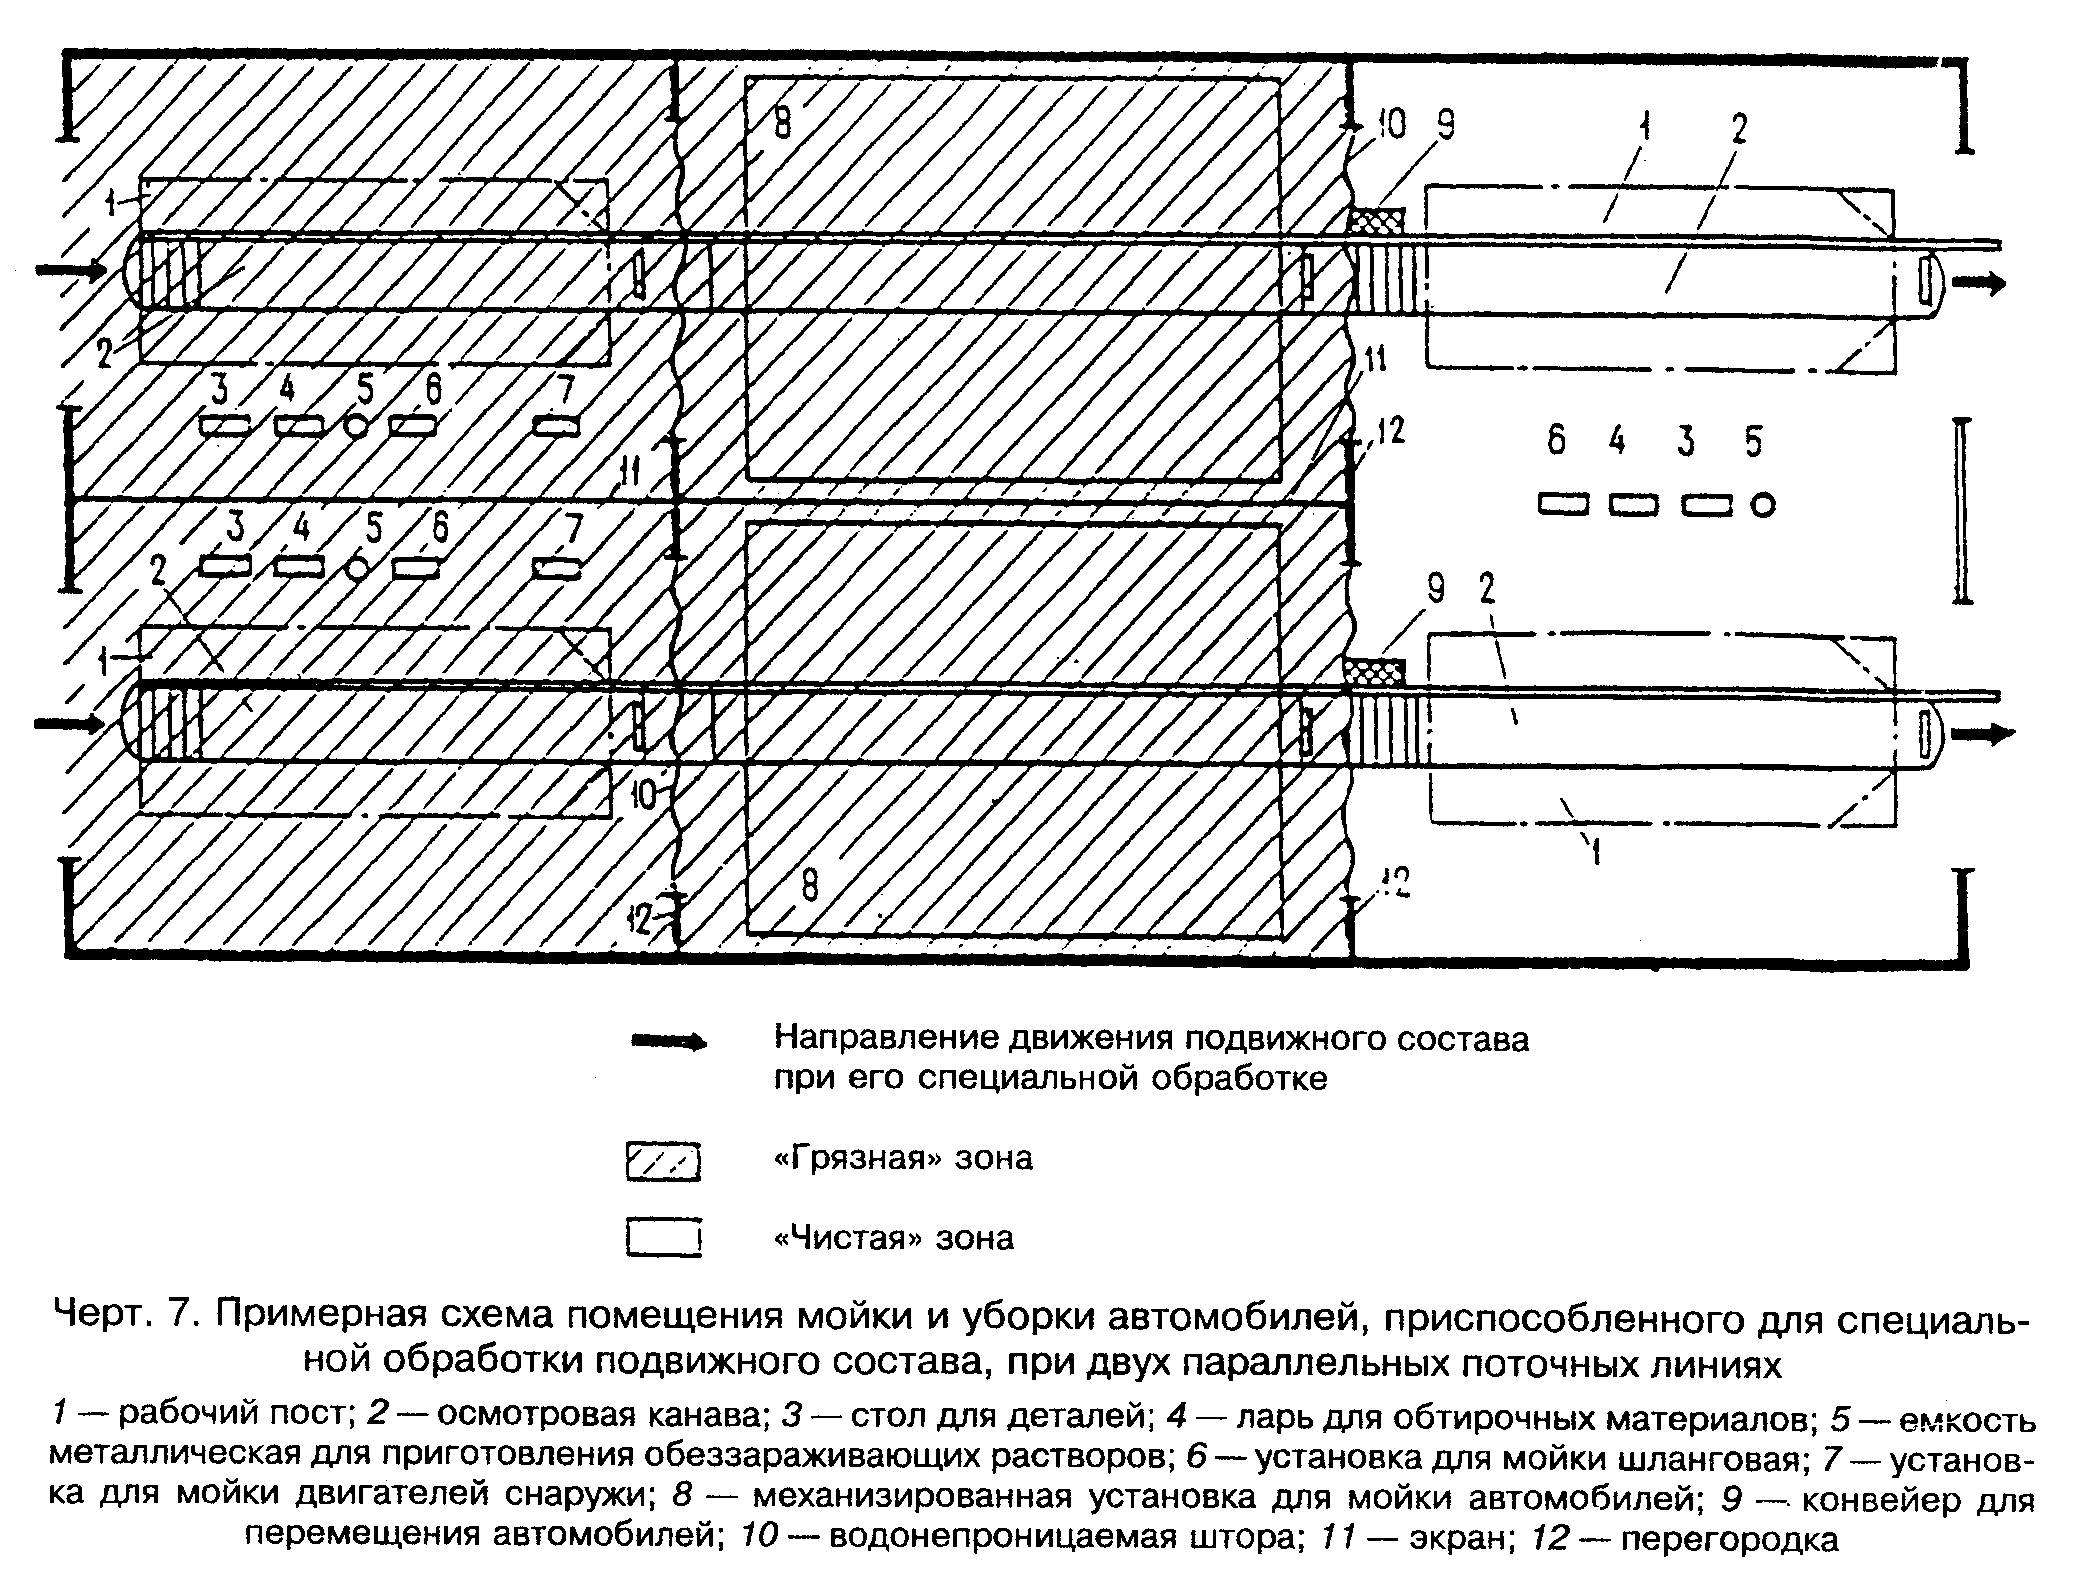 8
10 9 1 2
1
2
3 4 5 6 7
11
11
12
6 4 3 5
3 4 5 6 7
2
9 2
1
10
1
8
12
12
Направление движения подвижного состава
при его специальной обработке
«Грязная» зона
«Чистая» зона
Черт. 7. Примерная схема помещения мойки и уборки автомобилей, приспособленного для специаль-
ной обработки подвижного состава, при двух параллельных поточных линиях
1 — рабочий пост; 2 — осмотровая канава; 3 — стол для деталей; 4 — ларь для обтирочных материалов; 5 — емкость
металлическая для приготовления обеззараживающих растворов; 6 — установка для мойки шланговая; 7 — установ-
ка для мойки двигателей снаружи; 8 — механизированная установка для мойки автомобилей; 9 — конвейер для
перемещения автомобилей; 10 — водонепроницаемая штора; 11 — экран; 12 — перегородка